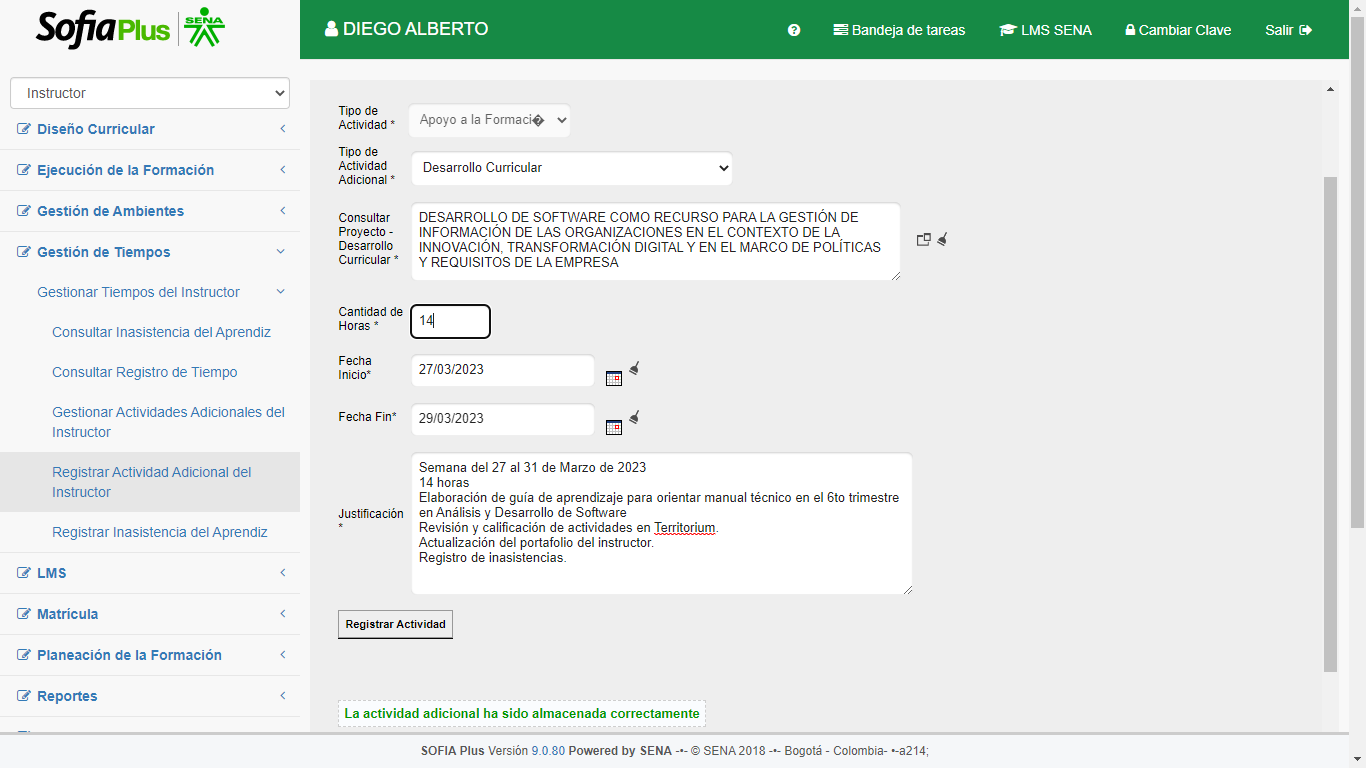 SofiaPlus
SENA
DIEGO ALBERTO
Bandeja de tareas
LMS SENA
Cambiar Clave
Salir
Instructor
Diseño Curricular
Ejecución de la Formación
Gestión de Ambientes
Gestión de Tiempos
Gestionar Tiempos del Instructor
Consultar Inasistencia del Aprendiz
Consultar Registro de Tiempo
Gestionar Actividades Adicionales del
Instructor
Registrar Actividad Adicional del
Instructor
Registrar Inasistencia del Aprendiz
LMS
Matrícula
Planeación de la Formación
Reportes
Tipo de
Actividad *
Apoyo a la Formaci�
Tipo de
Actividad
Adicional *
Desarrollo Curricular
Consultar
Proyecto -
Desarrollo
Curricular *
DESARROLLO DE SOFTWARE COMO RECURSO PARA LA GESTIÓN DE
INFORMACIÓN DE LAS ORGANIZACIONES EN EL CONTEXTO DE LA
INNOVACIÓN, TRANSFORMACIÓN DIGITAL Y EN EL MARCO DE POLÍTICAS
Y REQUISITOS DE LA EMPRESA
Cantidad de
Horas *
14
Fecha
Inicio*
27/03/2023
Fecha Fin*
29/03/2023
Justificación
*
Semana del 27 al 31 de Marzo de 2023
14 horas
Elaboración de guía de aprendizaje para orientar manual técnico en el 6to trimestre
en Análisis y Desarrollo de Software
Revisión y calificación de actividades en Territorium.
Actualización del portafolio del instructor.
Registro de inasistencias.
Registrar Actividad
La actividad adicional ha sido almacenada correctamente
SOFIA Plus Versión 9.0.80 Powered by SENA -•- © SENA 2018 -•- Bogotá - Colombia- •-a214;